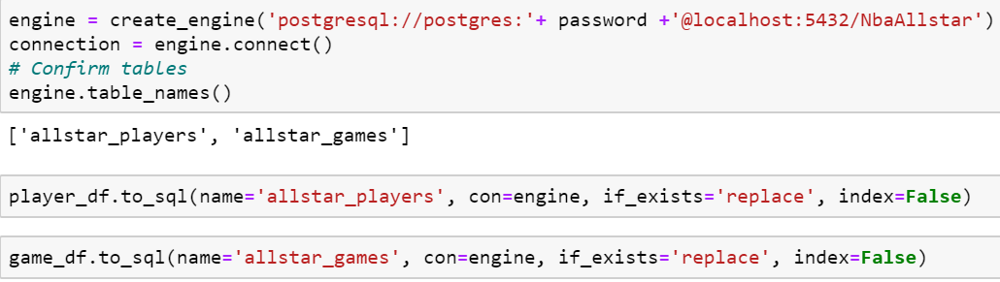 engine = create_engine('postgresql://postgres:'+ password +'@localhost:5432/NbaAllstar')
connection = engine.connect()
# Confirm tables
engine.table_names()
['allstar_players', 'allstar_games']
player_df.to_sql(name='allstar_players', con=engine, if_exists='replace', index=False)
game_df.to_sql(name='allstar_games', con=engine, if_exists='replace', index=False)